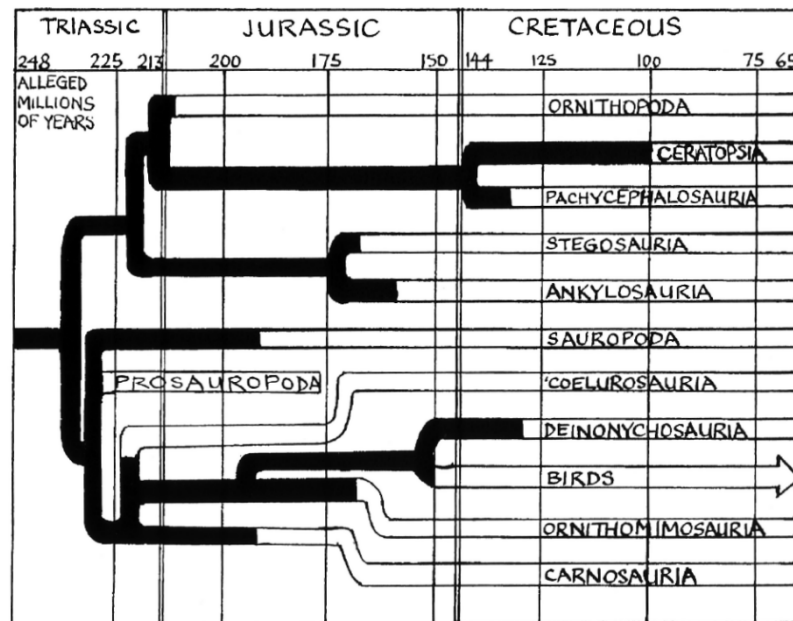 TRIASSIC JURASSIC CRETACEOUS
248 225 213 200 175 150 144 125 100 75 65
ALLEGED
MILLIONS
OF YEARS
ORNITHOPODA
CERATOPSIA
PACHYCEPHALOSAURIA
STEGOSAURIA
ANKYLOSAURIA
SAUROPODA
PROSAUROPODA
'COELUROSAURIA
DEINONYCHOSAURIA
BIRDS
ORNITHOMIMOSAURIA
CARNOSAURIA